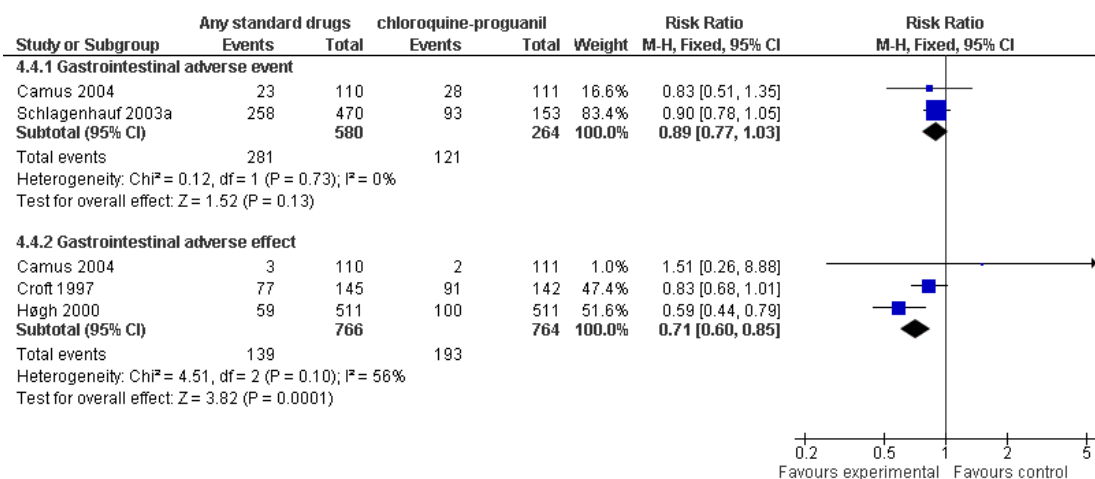 Any standard drugs chloroquine-proguanil Risk Ratio Risk Ratio
Study or Subgroup Events Total Events Total Weight M-H, Fixed, 95% CI M-H, Fixed, 95% CI
4.4.1 Gastrointestinal adverse event
Camus 2004 23 110 28 111 16.6% 0.83 [0.51, 1.35]
Schlagenhauf 2003a 258 470 93 153 83.4% 0.90 [0.78, 1.05]
Subtotal (95% CI) 580 264 100.0% 0.89 [0.77, 1.03]
Total events 281 121
Heterogeneity: Chi² = 0.12, df = 1 (P = 0.73); I² = 0%
Test for overall effect: Z = 1.52 (P = 0.13)
4.4.2 Gastrointestinal adverse effect
Camus 2004 3 110 2 111 1.0% 1.51 [0.26, 8.88]
Croft 1997 77 145 91 142 47.4% 0.83 [0.68, 1.01]
Høgh 2000 59 511 100 511 51.6% 0.59 [0.44, 0.79]
Subtotal (95% CI) 766 764 100.0% 0.71 [0.60, 0.85]
Total events 139 193
Heterogeneity: Chi² = 4.51, df = 2 (P = 0.10); I² = 56%
Test for overall effect: Z = 3.82 (P = 0.0001)
0.2 0.5 1 2 5
Favours experimental Favours control